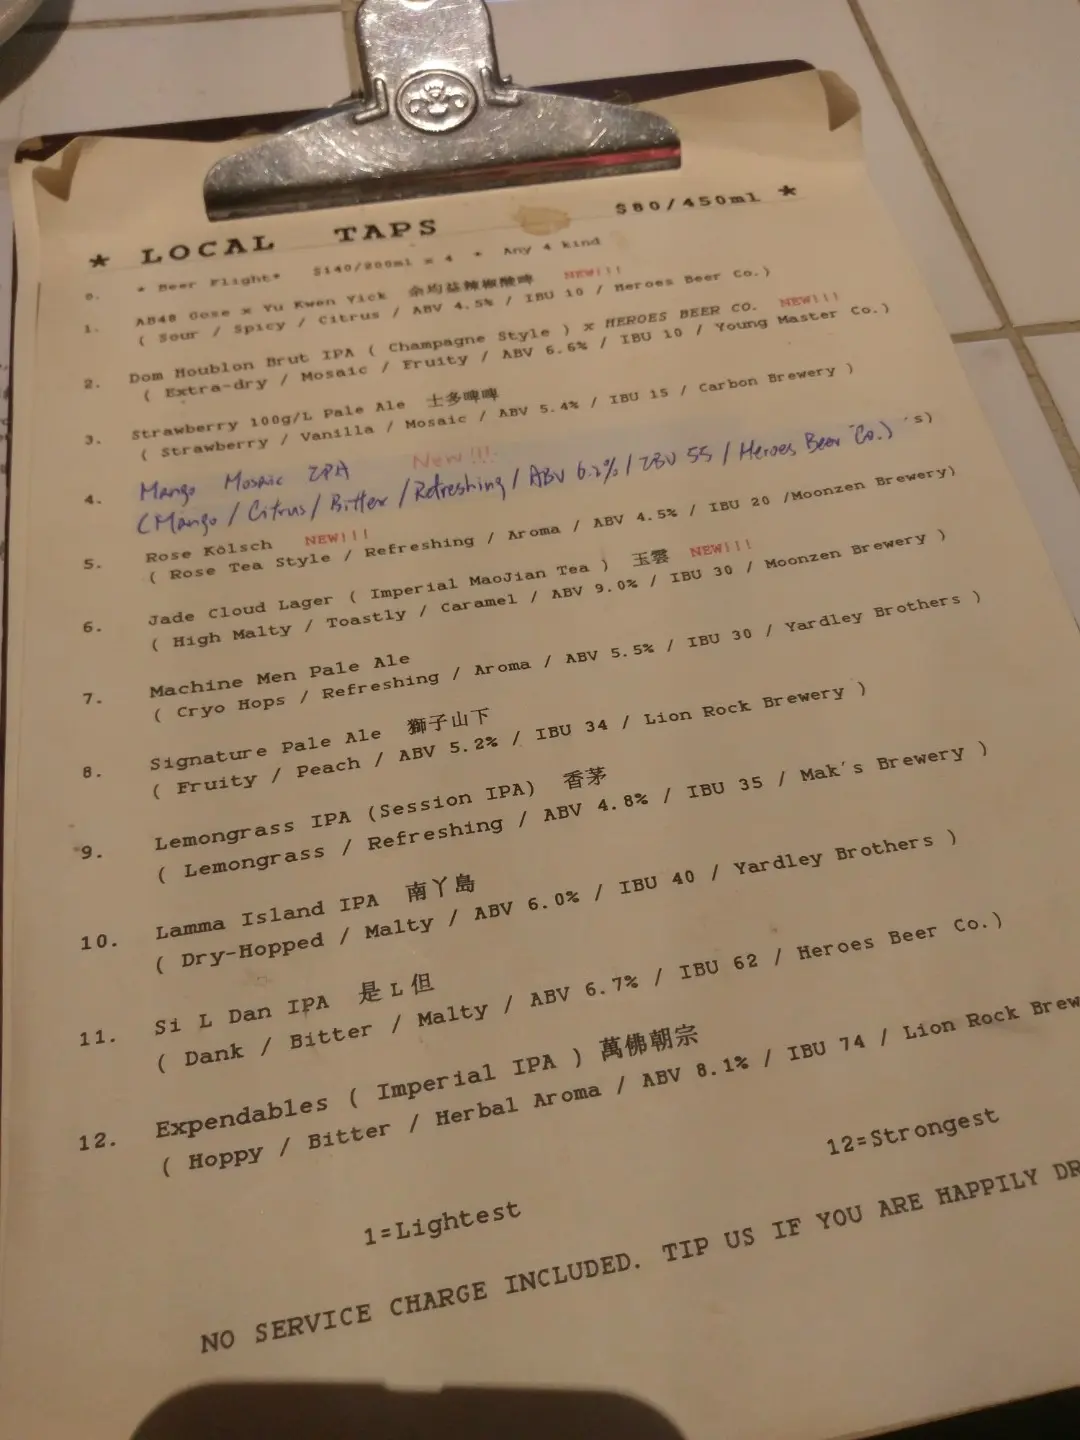 * LOCAL TAPS $80/450ml *
0. * Beer Flight* $140/200ml x 4 * Any 4 kind
1. AB48 Gose x Yu Kwen Yick 余均益辣椒酸啤 NEW!!!
( Sour / Spicy / Citrus / ABV 4.5% / IBU 10 / Heroes Beer Co.)
2. Dom Houblon Brut IPA ( Champagne Style ) x HEROES BEER CO. NEW!!!
( Extra-dry / Mosaic / Fruity / ABV 6.6% / IBU 10 / Young Master Co.)
3. Strawberry 100g/L Pale Ale 士多啤啤
( Strawberry / Vanilla / Mosaic / ABV 5.4% / IBU 15 / Carbon Brewery )
4. Mango Mosaic IPA New!!!
(Mango / Citrus / Bitter / Refreshing / ABV 6.2% / IBU 55 / Heroes Beer Co.) 's)
5. Rose Kölsch NEW!!!
( Rose Tea Style / Refreshing / Aroma / ABV 4.5% / IBU 20 /Moonzen Brewery)
6. Jade Cloud Lager ( Imperial MaoJian Tea ) 玉雲 NEW!!!
( High Malty / Toastly / Caramel / ABV 9.0% / IBU 30 / Moonzen Brewery )
7. Machine Men Pale Ale
( Cryo Hops / Refreshing / Aroma / ABV 5.5% / IBU 30 / Yardley Brothers )
8. Signature Pale Ale 獅子山下
( Fruity / Peach / ABV 5.2% / IBU 34 / Lion Rock Brewery )
9. Lemongrass IPA (Session IPA) 香茅
( Lemongrass / Refreshing / ABV 4.8% / IBU 35 / Mak's Brewery )
10. Lamma Island IPA 南丫島
( Dry-Hopped / Malty / ABV 6.0% / IBU 40 / Yardley Brothers )
11. Si L Dan IPA 是L但
( Dank / Bitter / Malty / ABV 6.7% / IBU 62 / Heroes Beer Co.)
12. Expendables ( Imperial IPA ) 萬佛朝宗
( Hoppy / Bitter / Herbal Aroma / ABV 8.1% / IBU 74 / Lion Rock Brew
1=Lightest 12=Strongest
NO SERVICE CHARGE INCLUDED. TIP US IF YOU ARE HAPPILY DR